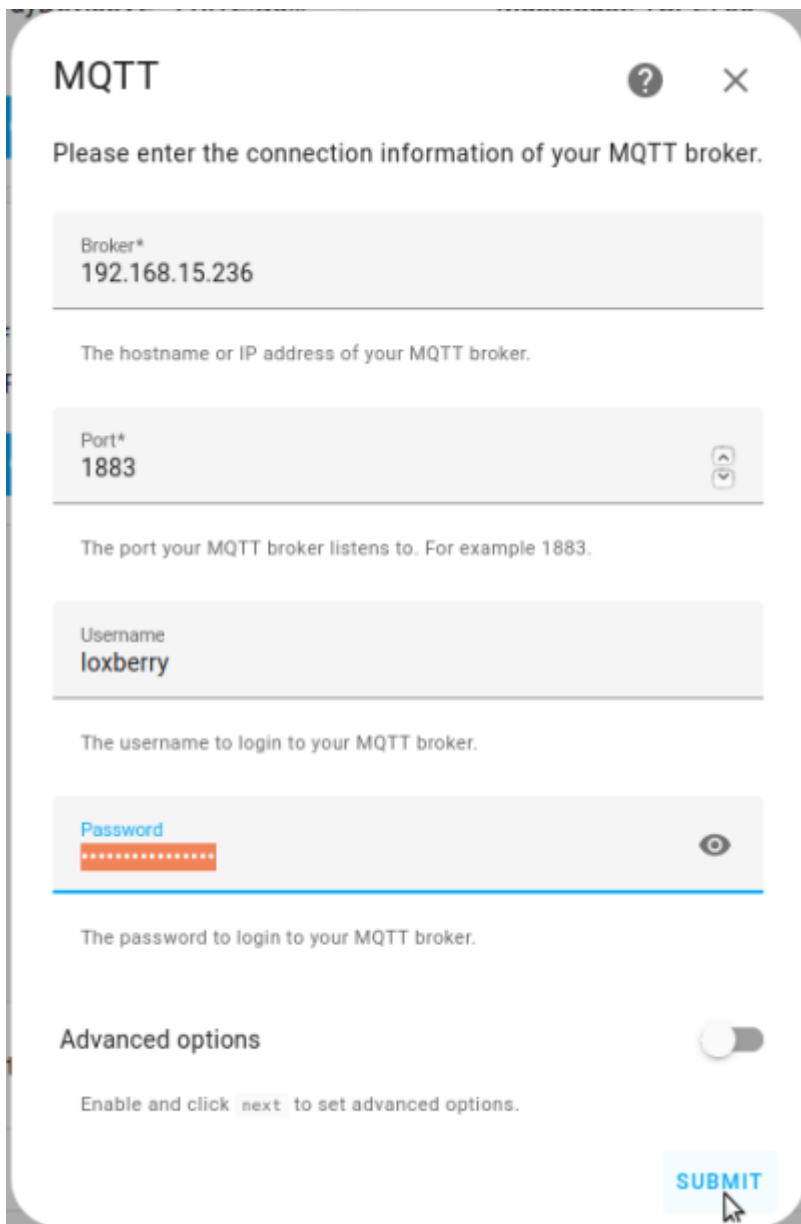 MQTT
Please enter the connection information of your MQTT broker.
Broker*
192.168.15.236
The hostname or IP address of your MQTT broker.
Port*
1883
The port your MQTT broker listens to. For example 1883.
Username
loxberry
The username to login to your MQTT broker.
Password
••••••••••••••••
The password to login to your MQTT broker.
Advanced options
Enable and click next to set advanced options.
SUBMIT